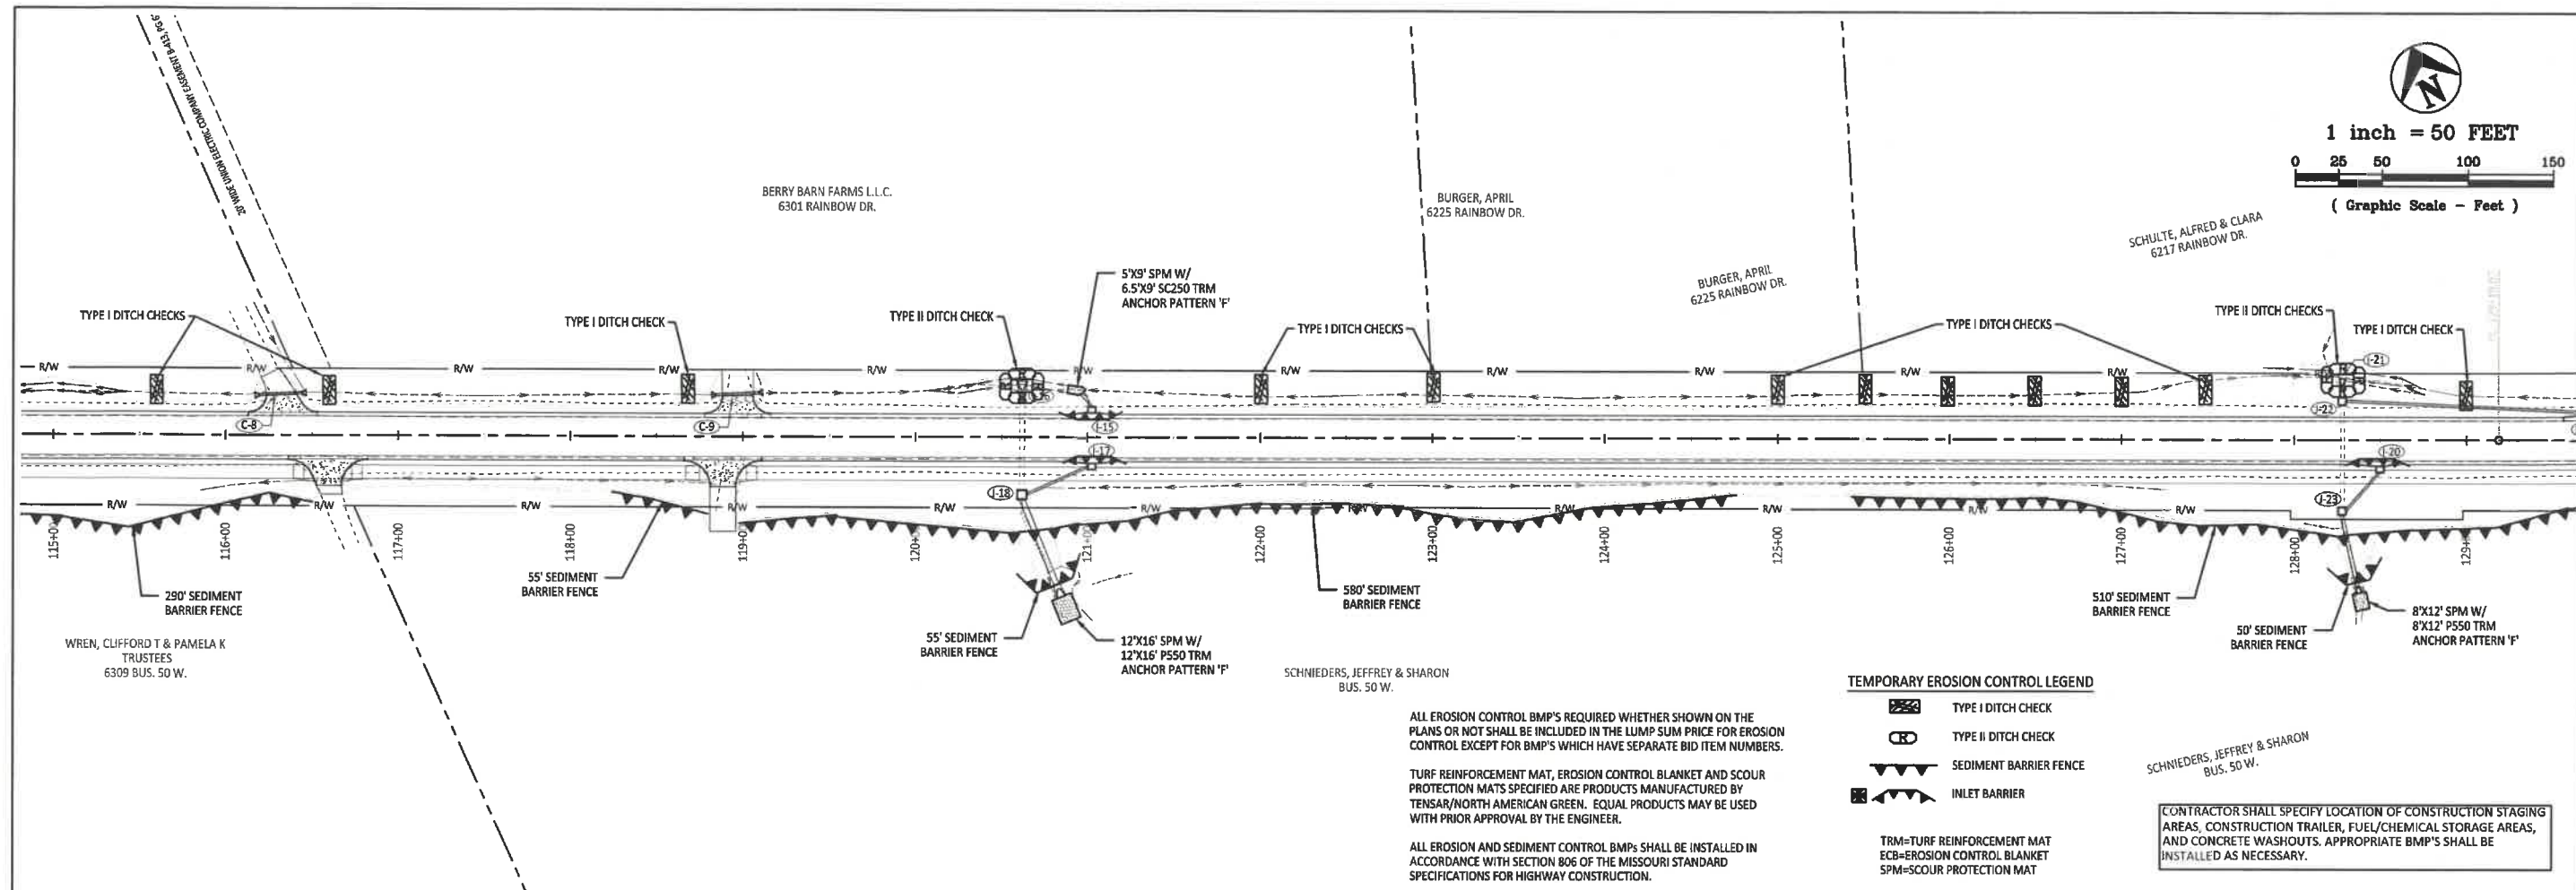 20' WIDE UNION ELECTRIC COMPANY EASEMENT B-413, PG
N
1 inch = 50 FEET
0 25 50 100 150
( Graphic Scale - Feet )
BERRY BARN FARMS L.L.C.
6301 RAINBOW DR.
BURGER, APRIL
6225 RAINBOW DR.
SCHULTE, ALFRED & CLARA
6217 RAINBOW DR.
BURGER, APRIL
6225 RAINBOW DR.
5'X9' SPM W/
6.5'X9' SC250 TRM
ANCHOR PATTERN 'F'
TYPE I DITCH CHECKS
TYPE I DITCH CHECK
TYPE II DITCH CHECK
TYPE I DITCH CHECKS
TYPE I DITCH CHECKS
TYPE II DITCH CHECKS
TYPE I DITCH CHECK
R/W R/W R/W R/W R/W R/W R/W R/W R/W R/W
C-8
C-9
I-15
I-17
J-18
I-20
I-21
J-22
J-23
R/W R/W R/W R/W R/W R/W R/W R/W R/W R/W
115+0
116+00
117+00
118+00
119+0
120+0
121+00
122+00
123+00
124+00
125+00
126+00
127+00
128+00
129+
290' SEDIMENT
BARRIER FENCE
55' SEDIMENT
BARRIER FENCE
55' SEDIMENT
BARRIER FENCE
12'X16' SPM W/
12'X16' P550 TRM
ANCHOR PATTERN 'F'
580' SEDIMENT
BARRIER FENCE
510' SEDIMENT
BARRIER FENCE
50' SEDIMENT
BARRIER FENCE
8'X12' SPM W/
8'X12' P550 TRM
ANCHOR PATTERN 'F'
WREN, CLIFFORD T & PAMELA K
TRUSTEES
6309 BUS. 50 W.
SCHNIEDERS, JEFFREY & SHARON
BUS. 50 W.
SCHNIEDERS, JEFFREY & SHARON
BUS. 50 W.
ALL EROSION CONTROL BMP'S REQUIRED WHETHER SHOWN ON THE
PLANS OR NOT SHALL BE INCLUDED IN THE LUMP SUM PRICE FOR EROSION
CONTROL EXCEPT FOR BMP'S WHICH HAVE SEPARATE BID ITEM NUMBERS.
TURF REINFORCEMENT MAT, EROSION CONTROL BLANKET AND SCOUR
PROTECTION MATS SPECIFIED ARE PRODUCTS MANUFACTURED BY
TENSAR/NORTH AMERICAN GREEN. EQUAL PRODUCTS MAY BE USED
WITH PRIOR APPROVAL BY THE ENGINEER.
ALL EROSION AND SEDIMENT CONTROL BMPs SHALL BE INSTALLED IN
ACCORDANCE WITH SECTION 806 OF THE MISSOURI STANDARD
SPECIFICATIONS FOR HIGHWAY CONSTRUCTION.
TEMPORARY EROSION CONTROL LEGEND
TYPE I DITCH CHECK
R TYPE II DITCH CHECK
SEDIMENT BARRIER FENCE
INLET BARRIER
TRM=TURF REINFORCEMENT MAT
ECB=EROSION CONTROL BLANKET
SPM=SCOUR PROTECTION MAT
CONTRACTOR SHALL SPECIFY LOCATION OF CONSTRUCTION STAGING
AREAS, CONSTRUCTION TRAILER, FUEL/CHEMICAL STORAGE AREAS,
AND CONCRETE WASHOUTS. APPROPRIATE BMP'S SHALL BE
INSTALLED AS NECESSARY.